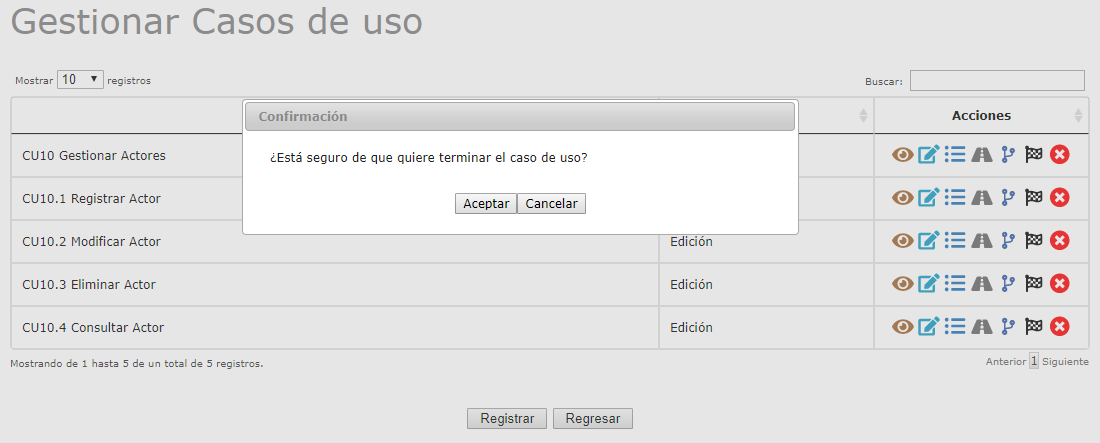 Gestionar Casos de uso
Mostrar 10 registros
Buscar:
Acciones
Confirmación
¿Está seguro de que quiere terminar el caso de uso?
Aceptar Cancelar
CU10 Gestionar Actores
CU10.1 Registrar Actor
CU10.2 Modificar Actor Edición
CU10.3 Eliminar Actor Edición
CU10.4 Consultar Actor Edición
Mostrando de 1 hasta 5 de un total de 5 registros.
Anterior 1 Siguiente
Registrar Regresar